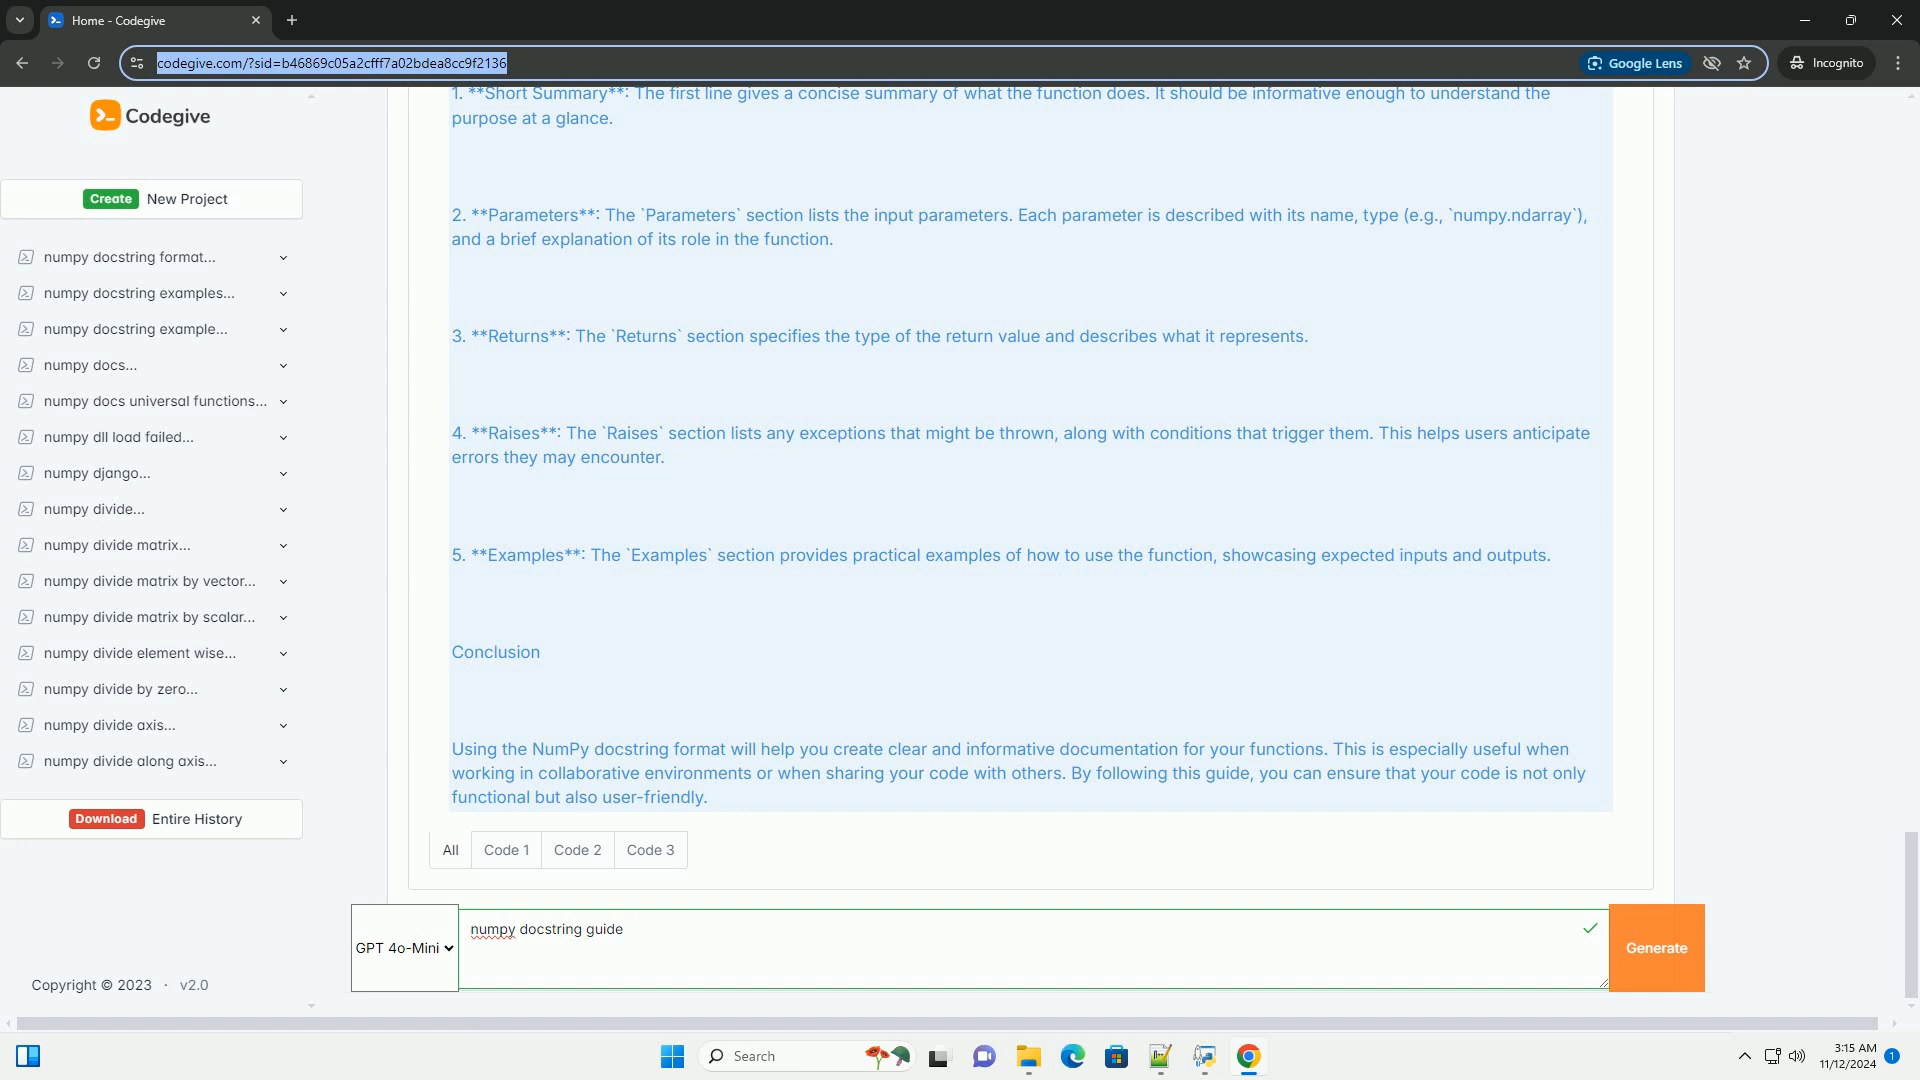 Home - Codegive
codegive.com/?sid=b46869c05a2cfff7a02bdea8cc9f2136
Google Lens
Incognito
Codegive
Create New Project
numpy docstring format...
numpy docstring examples...
numpy docstring example...
numpy docs...
numpy docs universal functions...
numpy dll load failed...
numpy django...
numpy divide...
numpy divide matrix...
numpy divide matrix by vector...
numpy divide matrix by scalar...
numpy divide element wise...
numpy divide by zero...
numpy divide axis...
numpy divide along axis...
Download Entire History
Copyright © 2023 · v2.0
1. **Short Summary**: The first line gives a concise summary of what the function does. It should be informative enough to understand the
purpose at a glance.
2. **Parameters**: The `Parameters` section lists the input parameters. Each parameter is described with its name, type (e.g., `numpy.ndarray`),
and a brief explanation of its role in the function.
3. **Returns**: The `Returns` section specifies the type of the return value and describes what it represents.
4. **Raises**: The `Raises` section lists any exceptions that might be thrown, along with conditions that trigger them. This helps users anticipate
errors they may encounter.
5. **Examples**: The `Examples` section provides practical examples of how to use the function, showcasing expected inputs and outputs.
Conclusion
Using the NumPy docstring format will help you create clear and informative documentation for your functions. This is especially useful when
working in collaborative environments or when sharing your code with others. By following this guide, you can ensure that your code is not only
functional but also user-friendly.
All Code 1 Code 2 Code 3
GPT 4o-Mini
numpy docstring guide
Generate
Search
3:15 AM
11/12/2024
1